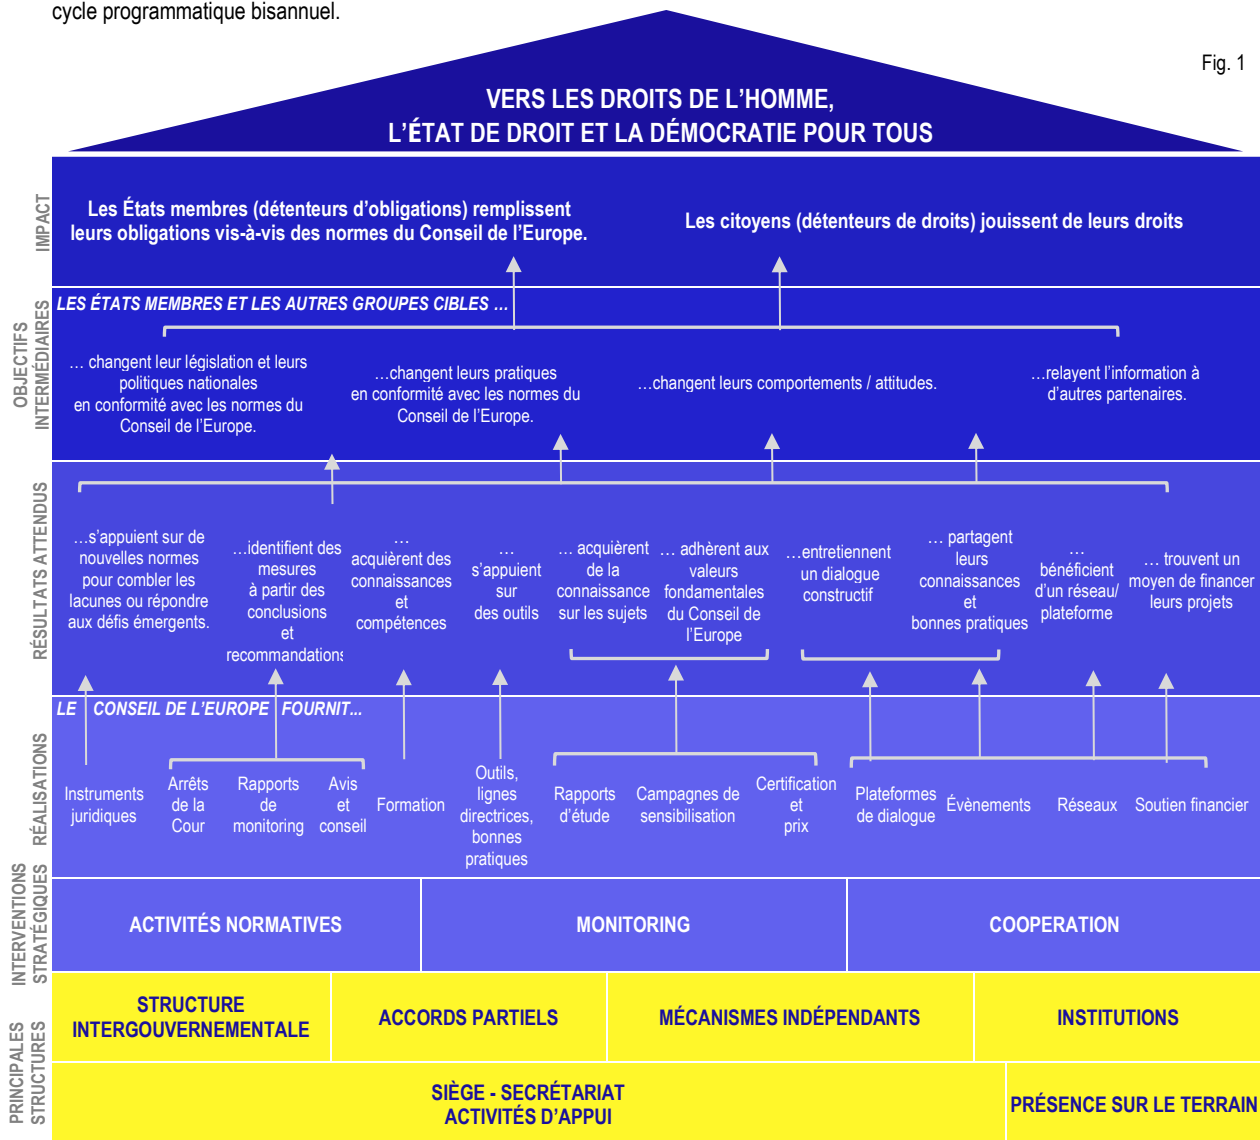 cycle programmatique bisannuel.
Fig. 1
VERS LES DROITS DE L’HOMME,
L’ÉTAT DE DROIT ET LA DÉMOCRATIE POUR TOUS
IMPACT
Les États membres (détenteurs d’obligations) remplissent
leurs obligations vis-à-vis des normes du Conseil de l’Europe.
Les citoyens (détenteurs de droits) jouissent de leurs droits
OBJECTIFS
INTERMÉDIAIRES
LES ÉTATS MEMBRES ET LES AUTRES GROUPES CIBLES …
… changent leur législation et leurs
politiques nationales
en conformité avec les normes du
Conseil de l’Europe.
…changent leurs pratiques
en conformité avec les normes du
Conseil de l’Europe.
…changent leurs comportements / attitudes.
…relayent l’information à
d’autres partenaires.
RÉSULTATS ATTENDUS
…s’appuient sur de
nouvelles normes
pour combler les
lacunes ou répondre
aux défis émergents.
…identifient des
mesures
à partir des
conclusions
et
recommandations
…
acquièrent des
connaissances
et
compétences
…
s’appuient
sur
des outils
… acquièrent
de la
connaissance
sur les sujets
… adhèrent aux
valeurs
fondamentales
du Conseil de
l’Europe
…entretiennent
un dialogue
constructif
… partagent
leurs
connaissances
et
bonnes pratiques
…
bénéficient
d’un réseau/
plateforme
… trouvent un
moyen de financer
leurs projets
RÉALISATIONS
LE CONSEIL DE L’EUROPE FOURNIT...
Instruments
juridiques
Arrêts
de la
Cour
Rapports
de
monitoring
Avis
et
conseil
Formation
Outils,
lignes
directrices,
bonnes
pratiques
Rapports
d’étude
Campagnes de
sensibilisation
Certification
et
prix
Plateformes
de dialogue
Évènements
Réseaux
Soutien financier
INTERVENTIONS
STRATÉGIQUES
ACTIVITÉS NORMATIVES
MONITORING
COOPERATION
PRINCIPALES
STRUCTURES
STRUCTURE
INTERGOUVERNEMENTALE
ACCORDS PARTIELS
MÉCANISMES INDÉPENDANTS
INSTITUTIONS
SIÈGE - SECRÉTARIAT
ACTIVITÉS D’APPUI
PRÉSENCE SUR LE TERRAIN